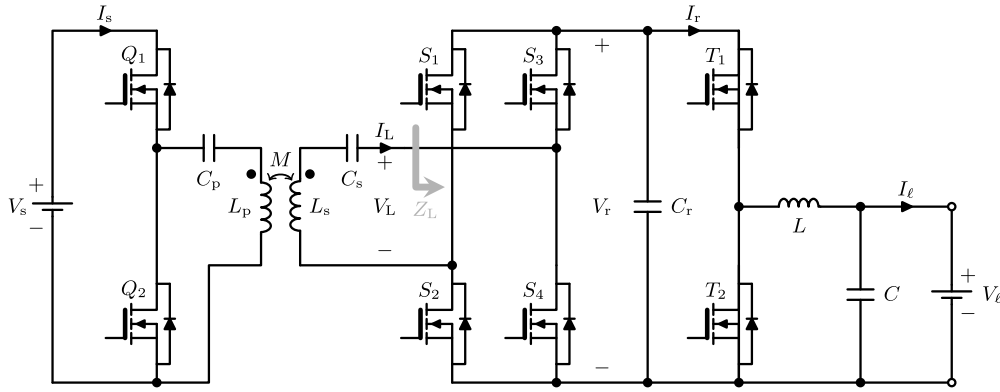 I_s I_r
Q_1 S_1 S_3 + T_1
I_L
M +
C_p C_s
+ Z_L I_ℓ
V_s L_p L_s V_L V_r C_r
− L
− +
Q_2 S_2 S_4 T_2 C V_ℓ
−
−